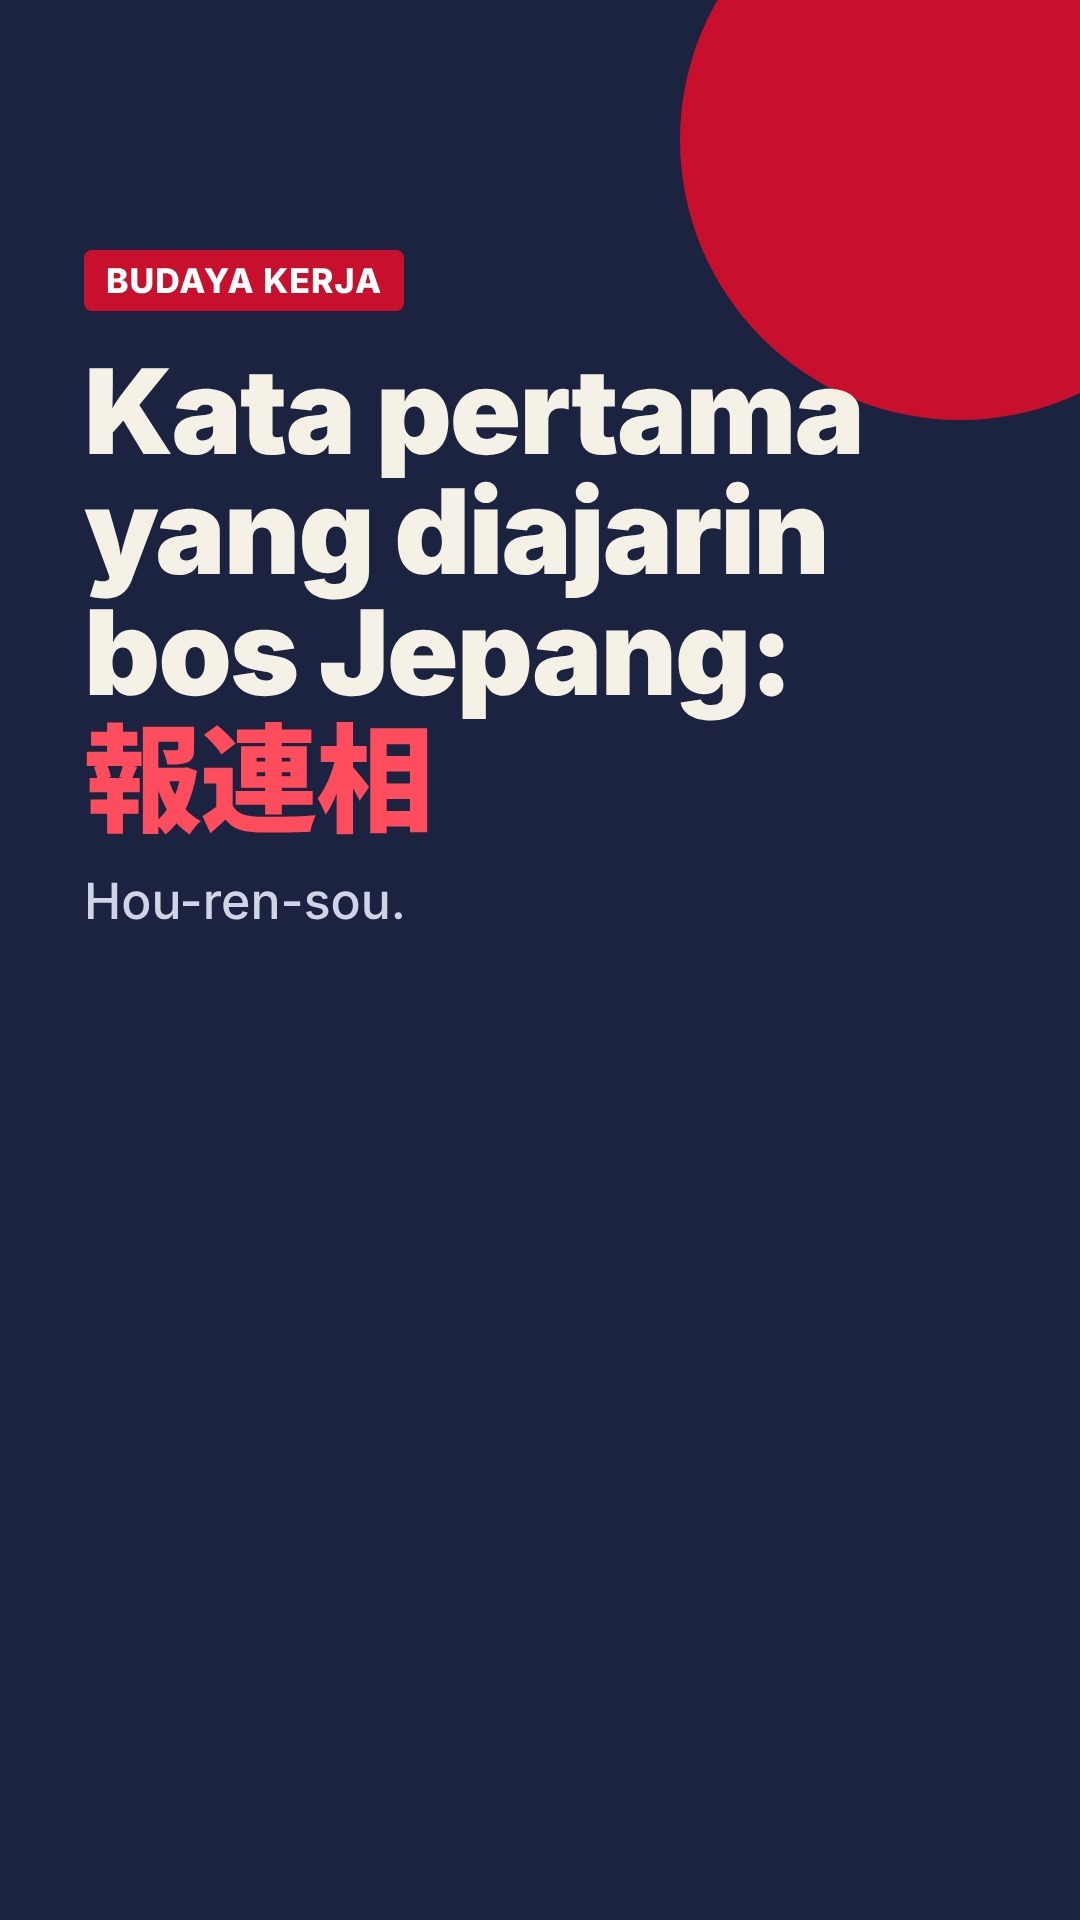 BUDAYA KERJA
Kata pertama
yang diajarin
bos Jepang:
報連相
Hou-ren-sou.